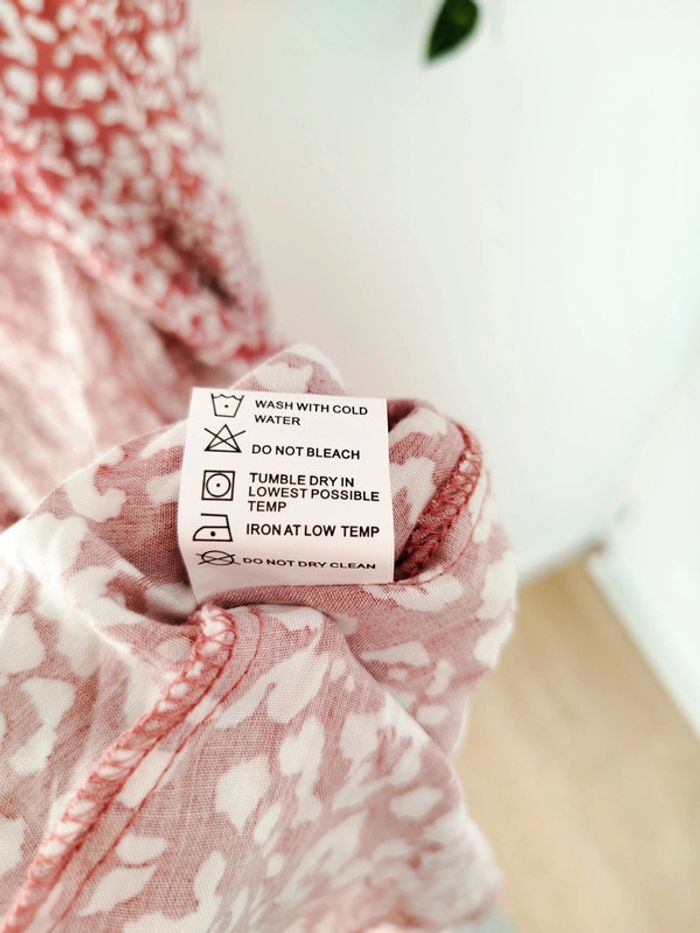 WASH WITH COLD
WATER
DO NOT BLEACH
TUMBLE DRY IN
LOWEST POSSIBLE
TEMP
IRON AT LOW TEMP
DO NOT DRY CLEAN